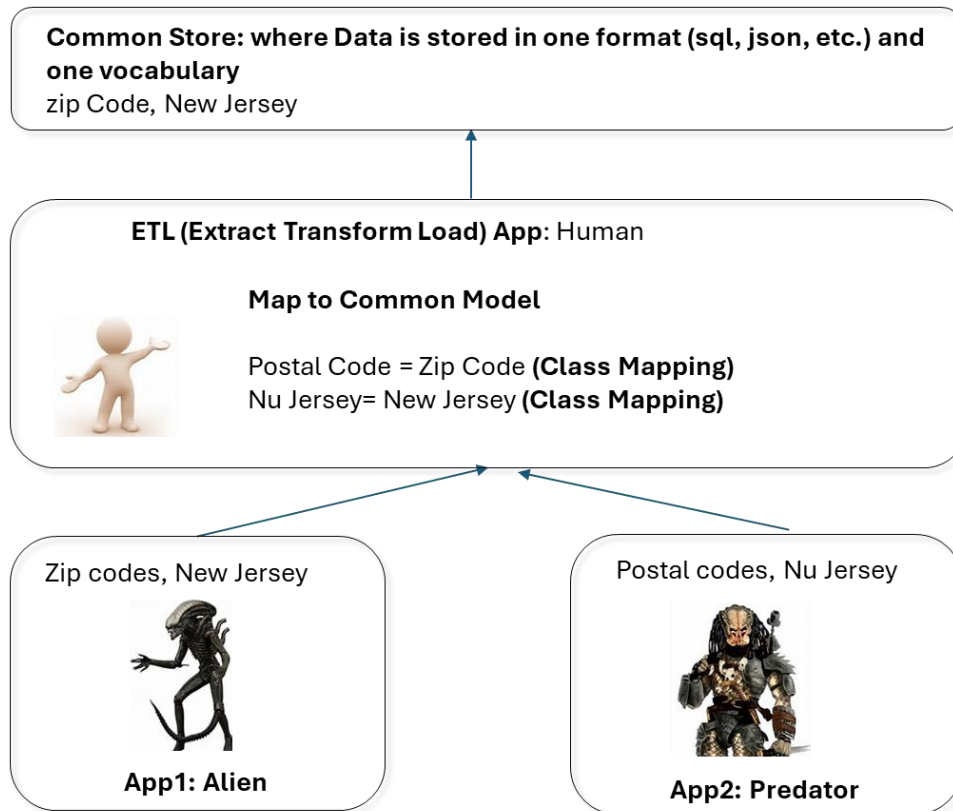 Common Store: where Data is stored in one format (sql, json, etc.) and
one vocabulary
zip Code, New Jersey
ETL (Extract Transform Load) App: Human
Map to Common Model
Postal Code = Zip Code (Class Mapping)
Nu Jersey= New Jersey (Class Mapping)
Zip codes, New Jersey
App1: Alien
Postal codes, Nu Jersey
App2: Predator